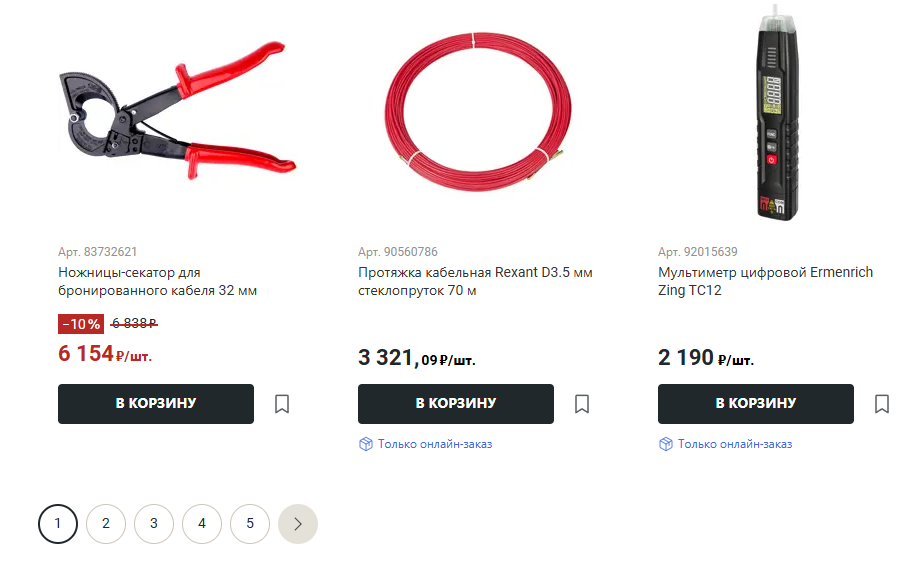 Арт. 83732621
Ножницы-секатор для
бронированного кабеля 32 мм
−10% 6 838 ₽
6 154 ₽/шт.
В КОРЗИНУ
Арт. 90560786
Протяжка кабельная Rexant D3.5 мм
стеклопруток 70 м
3 321,09 ₽/шт.
В КОРЗИНУ
Только онлайн-заказ
Арт. 92015639
Мультиметр цифровой Ermenrich
Zing TC12
2 190 ₽/шт.
В КОРЗИНУ
Только онлайн-заказ
1 2 3 4 5